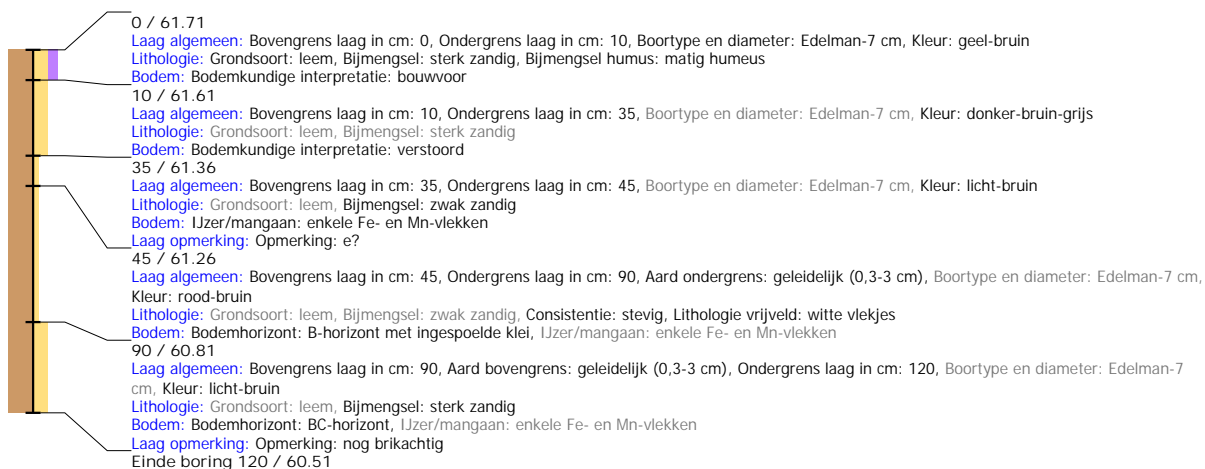 0 / 61.71
Laag algemeen: Bovengrens laag in cm: 0, Ondergrens laag in cm: 10, Boortype en diameter: Edelman-7 cm, Kleur: geel-bruin
Lithologie: Grondsoort: leem, Bijmengsel: sterk zandig, Bijmengsel humus: matig humeus
Bodem: Bodemkundige interpretatie: bouwvoor
10 / 61.61
Laag algemeen: Bovengrens laag in cm: 10, Ondergrens laag in cm: 35, Boortype en diameter: Edelman-7 cm, Kleur: donker-bruin-grijs
Lithologie: Grondsoort: leem, Bijmengsel: sterk zandig
Bodem: Bodemkundige interpretatie: verstoord
35 / 61.36
Laag algemeen: Bovengrens laag in cm: 35, Ondergrens laag in cm: 45, Boortype en diameter: Edelman-7 cm, Kleur: licht-bruin
Lithologie: Grondsoort: leem, Bijmengsel: zwak zandig
Bodem: IJzer/mangaan: enkele Fe- en Mn-vlekken
Laag opmerking: Opmerking: e?
45 / 61.26
Laag algemeen: Bovengrens laag in cm: 45, Ondergrens laag in cm: 90, Aard ondergrens: geleidelijk (0,3-3 cm), Boortype en diameter: Edelman-7 cm,
Kleur: rood-bruin
Lithologie: Grondsoort: leem, Bijmengsel: zwak zandig, Consistentie: stevig, Lithologie vrijveld: witte vlekjes
Bodem: Bodemhorizont: B-horizont met ingespoelde klei, IJzer/mangaan: enkele Fe- en Mn-vlekken
90 / 60.81
Laag algemeen: Bovengrens laag in cm: 90, Aard bovengrens: geleidelijk (0,3-3 cm), Ondergrens laag in cm: 120, Boortype en diameter: Edelman-7
cm, Kleur: licht-bruin
Lithologie: Grondsoort: leem, Bijmengsel: sterk zandig
Bodem: Bodemhorizont: BC-horizont, IJzer/mangaan: enkele Fe- en Mn-vlekken
Laag opmerking: Opmerking: nog brikachtig
Einde boring 120 / 60.51